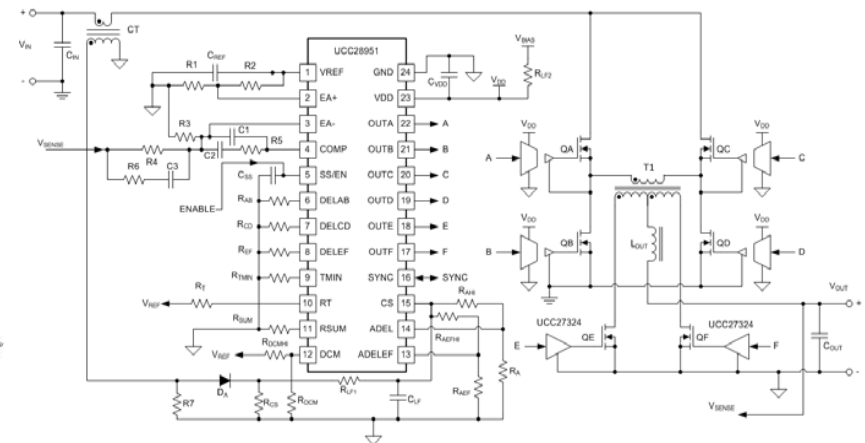 +
CT
VIN
CIN
-
UCC28951
CREF
R1
R2
1 VREF
GND 24
2 EA+
VDD 23
3 EA-
OUTA 22
A
4 COMP
OUTB 21
B
5 SS/EN
OUTC 20
C
6 DELAB
OUTD 19
D
7 DELCD
OUTE 18
E
8 DELEF
OUTF 17
F
9 TMIN
SYNC 16
SYNC
10 RT
CS 15
11 RSUM
ADEL 14
12 DCM
ADELEF 13
R3
C1
VSENSE
R4
C2
R5
R6
C3
CSS
ENABLE
RAB
RCD
REF
RTMIN
RT
VREF
RSUM
VREF
RDCMHI
R7
DA
RCS
RDCM
RLF1
CLF
RAHI
RAEFHI
RA
RAEF
CVDD
VDD
VBIAS
RLF2
VDD
A
QA
QC
VDD
C
T1
VDD
B
QB
LOUT
QD
VDD
D
VOUT
+
UCC27324
UCC27324
E
QE
QF
F
COUT
-
VSENSE